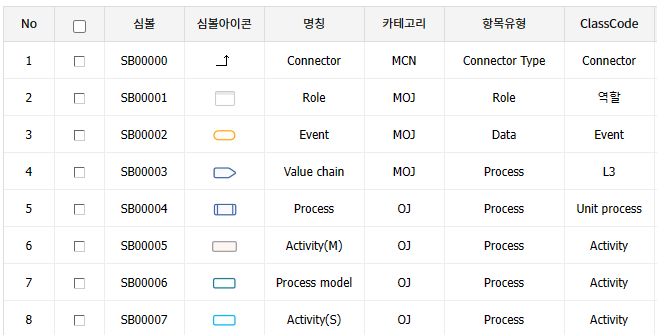 No 심볼 심볼아이콘 명칭 카테고리 항목유형 ClassCode
1 SB00000 Connector MCN Connector Type Connector
2 SB00001 Role MOJ Role 역할
3 SB00002 Event MOJ Data Event
4 SB00003 Value chain MOJ Process L3
5 SB00004 Process OJ Process Unit process
6 SB00005 Activity(M) OJ Process Activity
7 SB00006 Process model OJ Process Activity
8 SB00007 Activity(S) OJ Process Activity